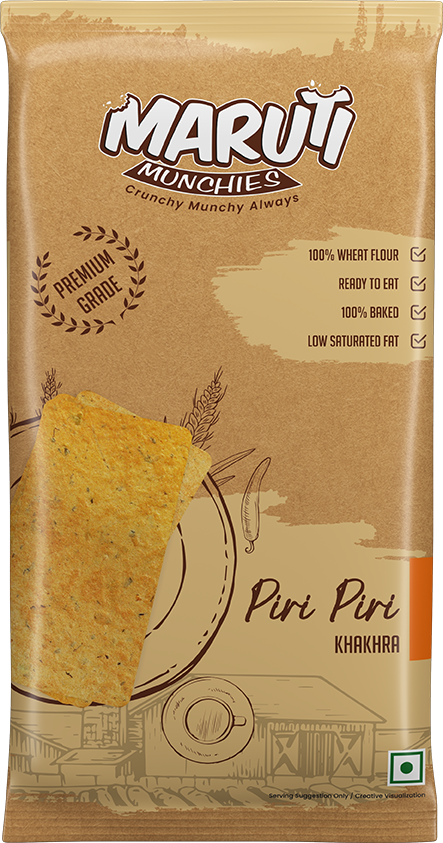 MARUTI
MUNCHIES
Crunchy Munchy Always
PREMIUM
GRADE
100% WHEAT FLOUR
READY TO EAT
100% BAKED
LOW SATURATED FAT
Piri Piri
KHAKHRA
Serving Suggestion Only / Creative Visualization